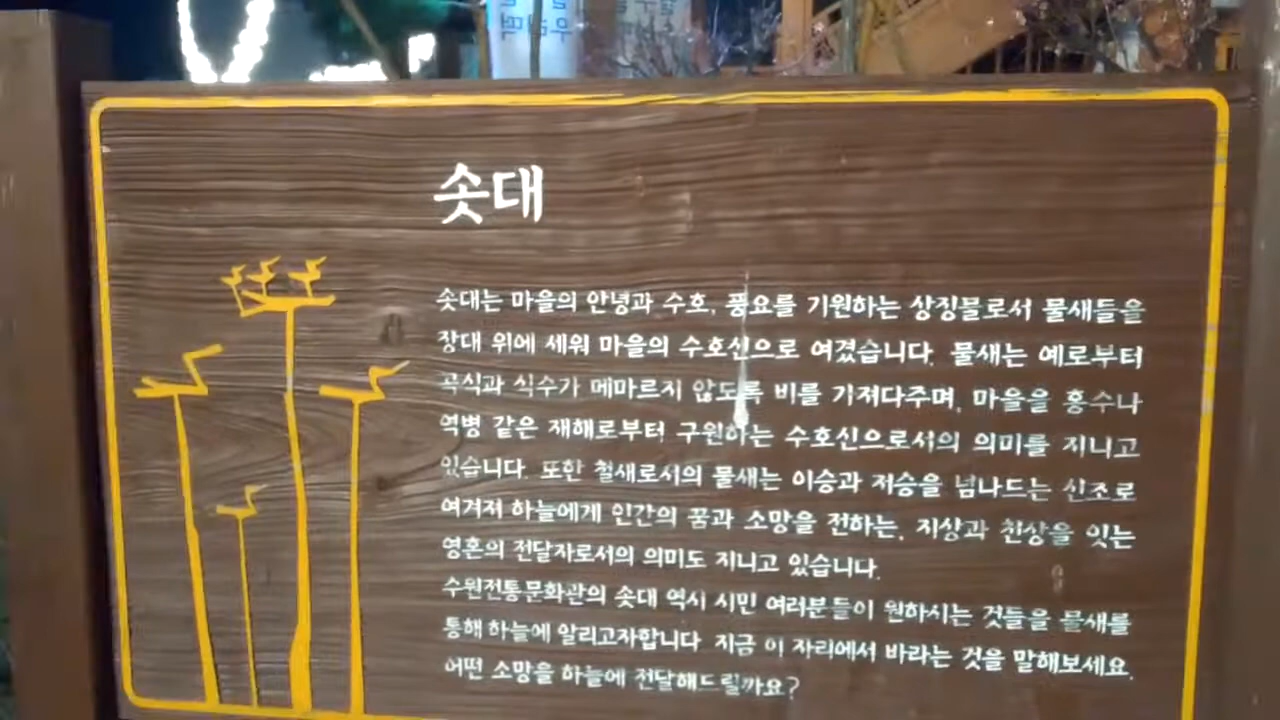 솟대
솟대는 마을의 안녕과 수호, 풍요를 기원하는 상징물로서 물새들을
장대 위에 세워 마을의 수호신으로 여겼습니다. 물새는 예로부터
곡식과 식수가 메마르지 않도록 비를 가져다주며, 마을을 홍수나
역병 같은 재해로부터 구원하는 수호신으로서의 의미를 지니고
있습니다. 또한 철새로서의 물새는 이승과 저승을 넘나드는 신조로
여겨져 하늘에게 인간의 꿈과 소망을 전하는, 지상과 천상을 잇는
영혼의 전달자로서의 의미도 지니고 있습니다.
수원전통문화관의 솟대 역시 시민 여러분들이 원하시는 것들을 물새를
통해 하늘에 알리고자합니다. 지금 이 자리에서 바라는 것을 말해보세요.
어떤 소망을 하늘에 전달해드릴까요?